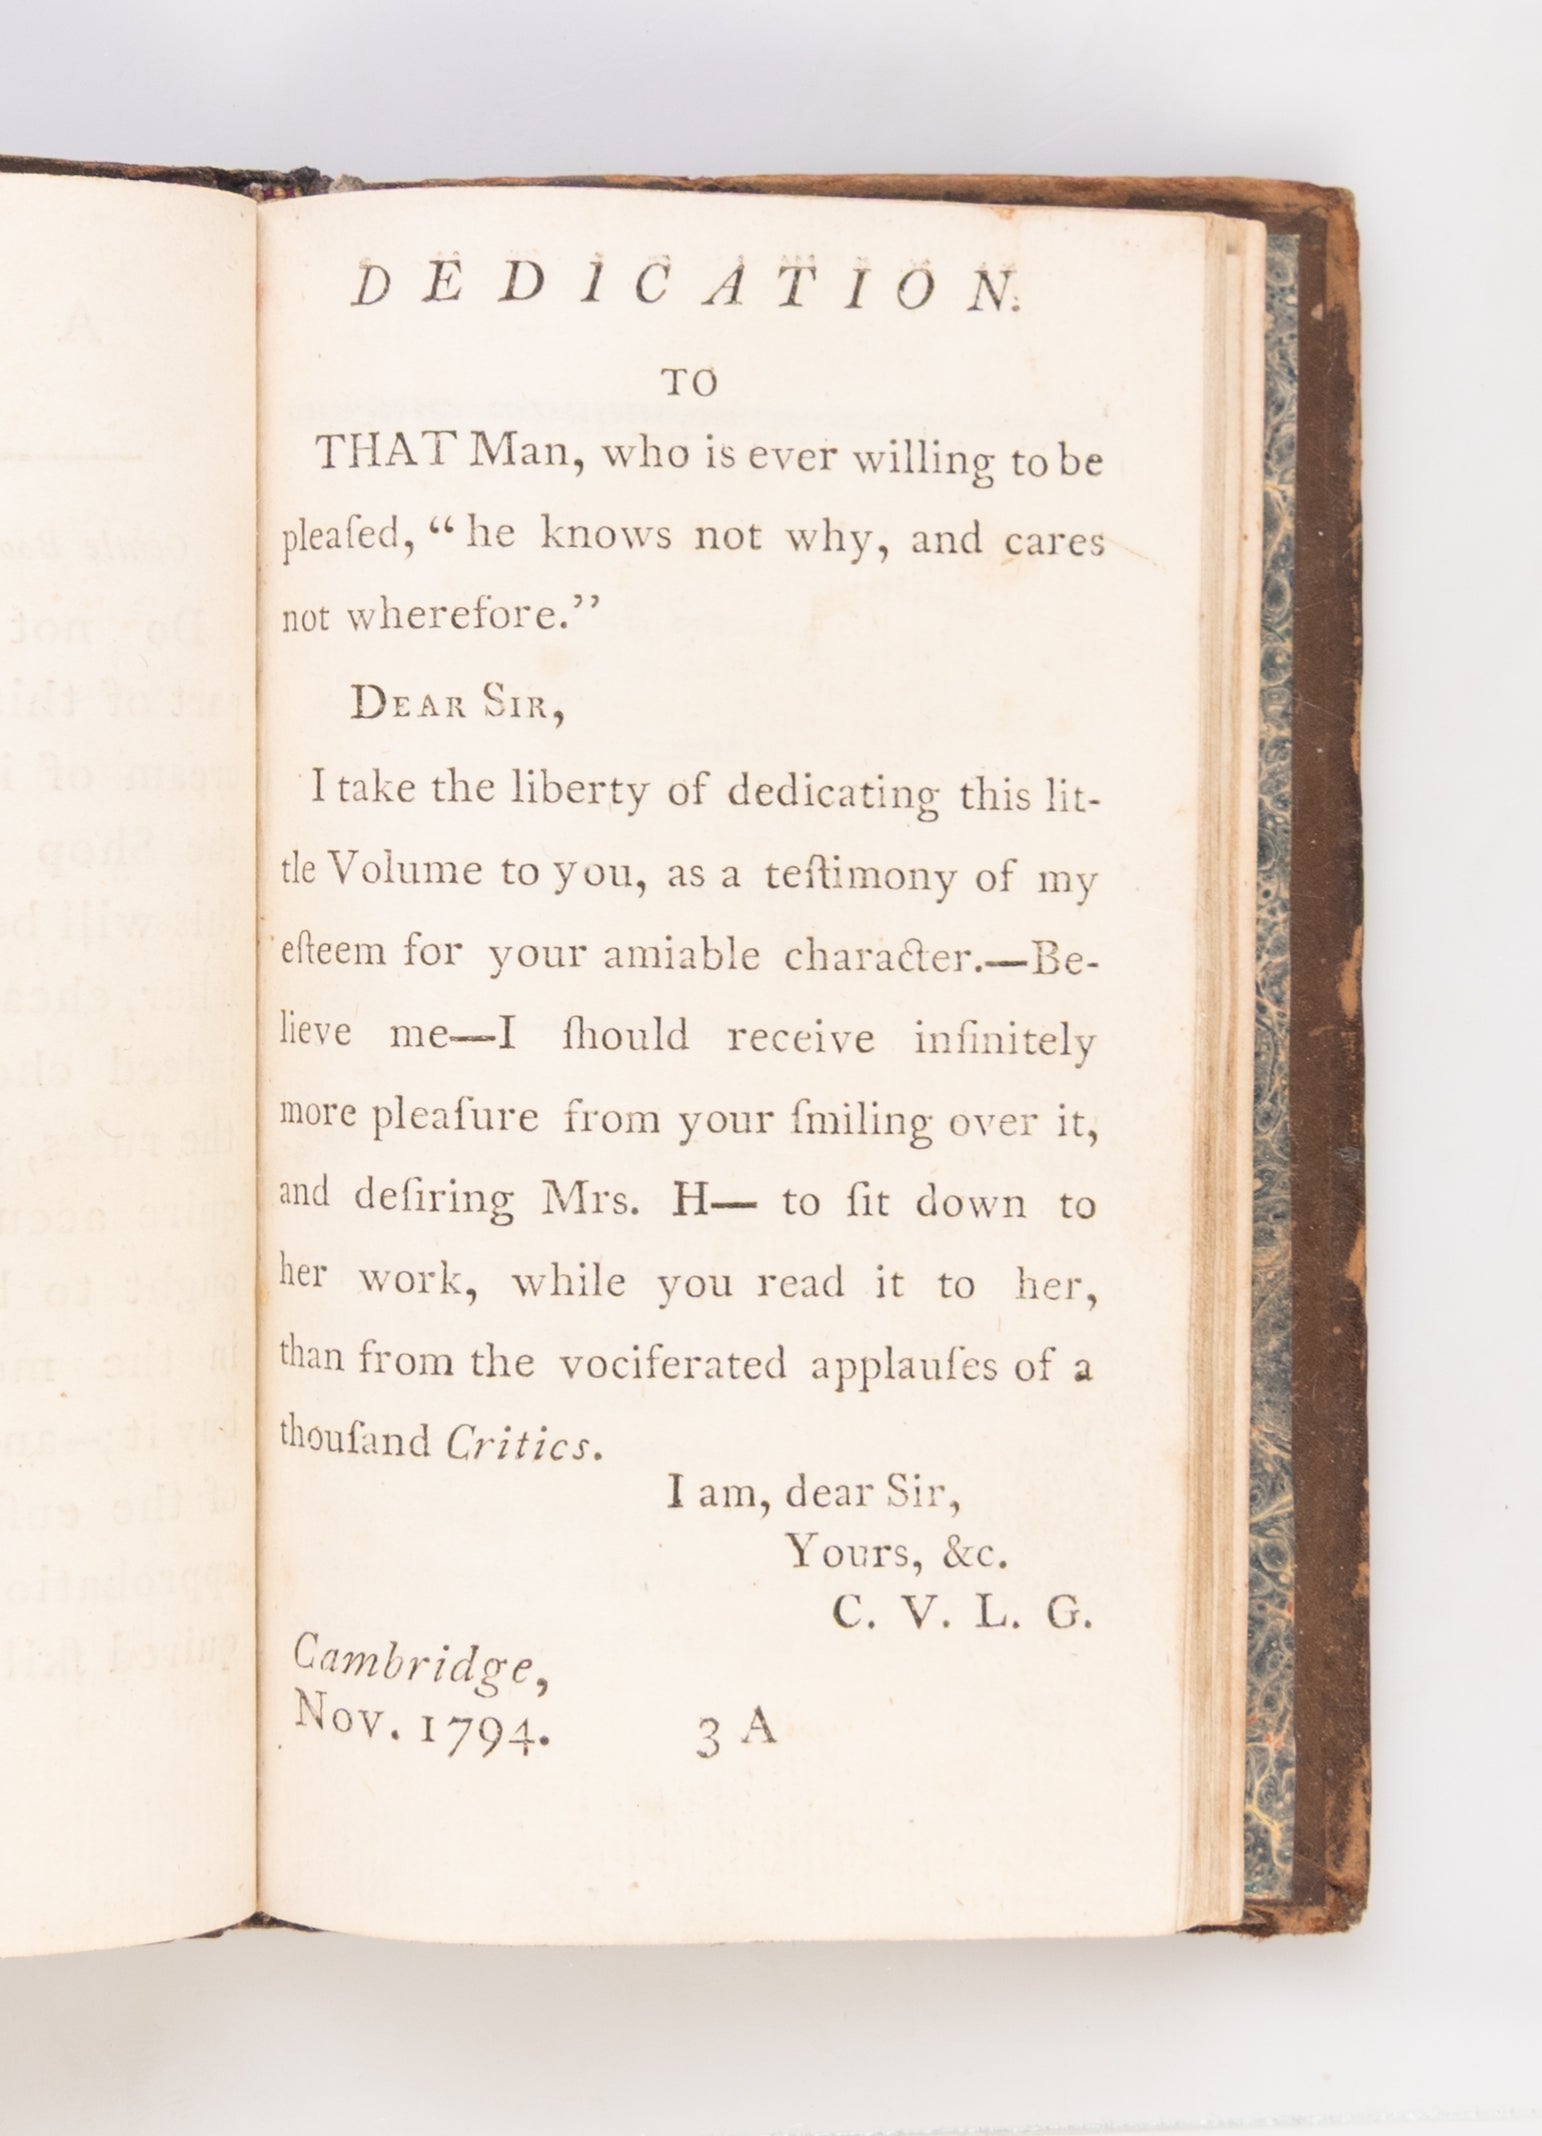 DEDICATION.
TO
THAT Man, who is ever willing to be
pleaſed, “he knows not why, and cares
not wherefore.”
DEAR SIR,
I take the liberty of dedicating this lit-
tle Volume to you, as a teſtimony of my
eſteem for your amiable character.—Be-
lieve me—I ſhould receive infinitely
more pleaſure from your ſmiling over it,
and deſiring Mrs. H— to ſit down to
her work, while you read it to her,
than from the vociferated applauſes of a
thouſand Critics.
I am, dear Sir,
Yours, &c.
C. V. L. G.
Cambridge,
Nov. 1794.
3 A